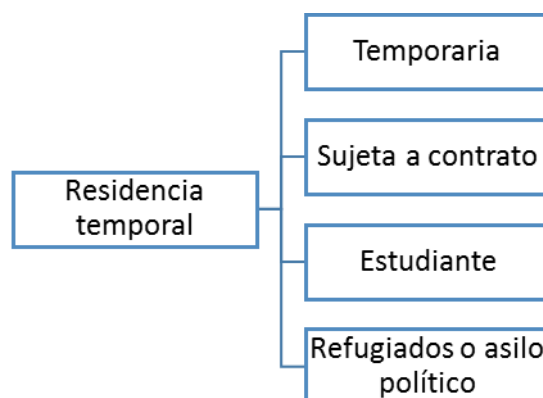 Temporaria
Sujeta a contrato
Residencia
temporal
Estudiante
Refugiados o asilo
político